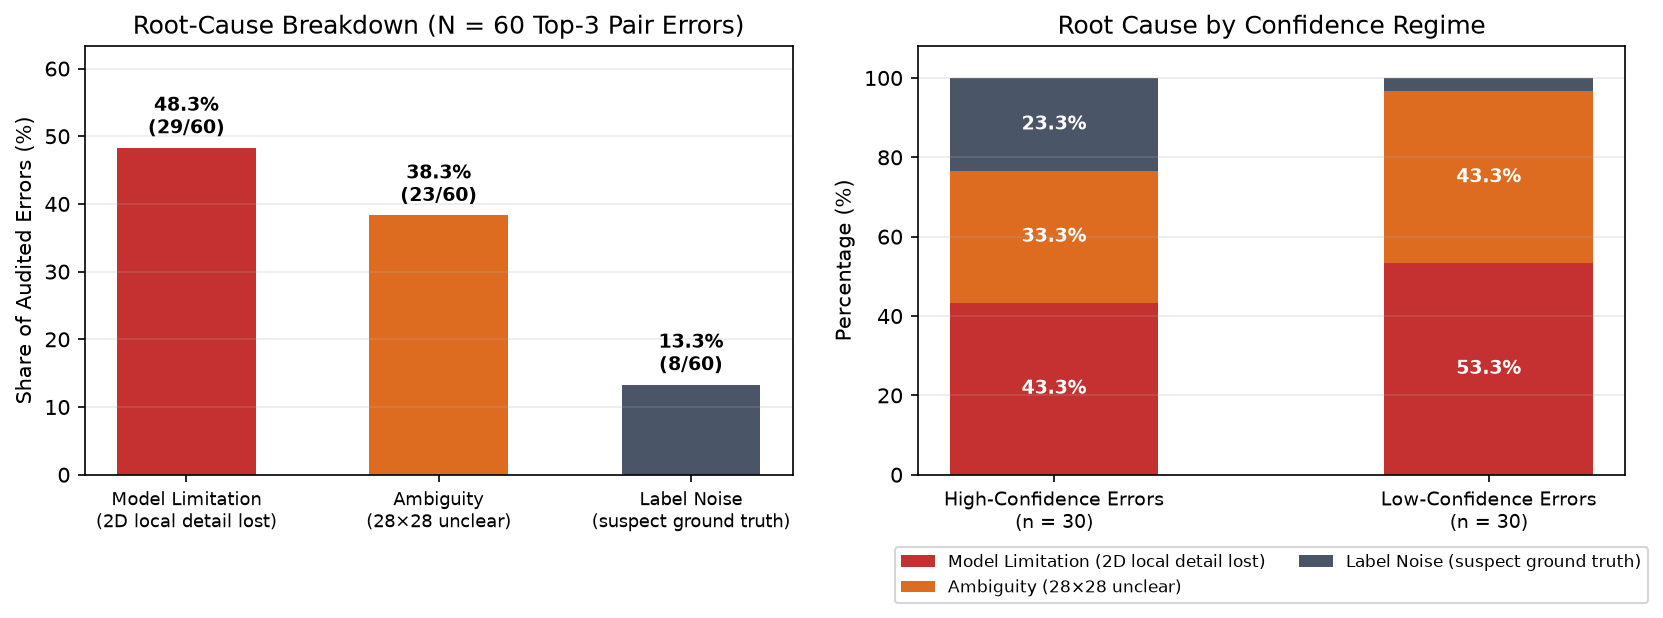 Root-Cause Breakdown (N = 60 Top-3 Pair Errors)
Share of Audited Errors (%)
60
50
40
30
20
10
0
48.3%
(29/60)
38.3%
(23/60)
13.3%
(8/60)
Model Limitation
(2D local detail lost)
Ambiguity
(28×28 unclear)
Label Noise
(suspect ground truth)
Root Cause by Confidence Regime
Percentage (%)
100
80
60
40
20
0
23.3%
33.3%
43.3%
43.3%
53.3%
High-Confidence Errors
(n = 30)
Low-Confidence Errors
(n = 30)
Model Limitation (2D local detail lost)
Ambiguity (28×28 unclear)
Label Noise (suspect ground truth)